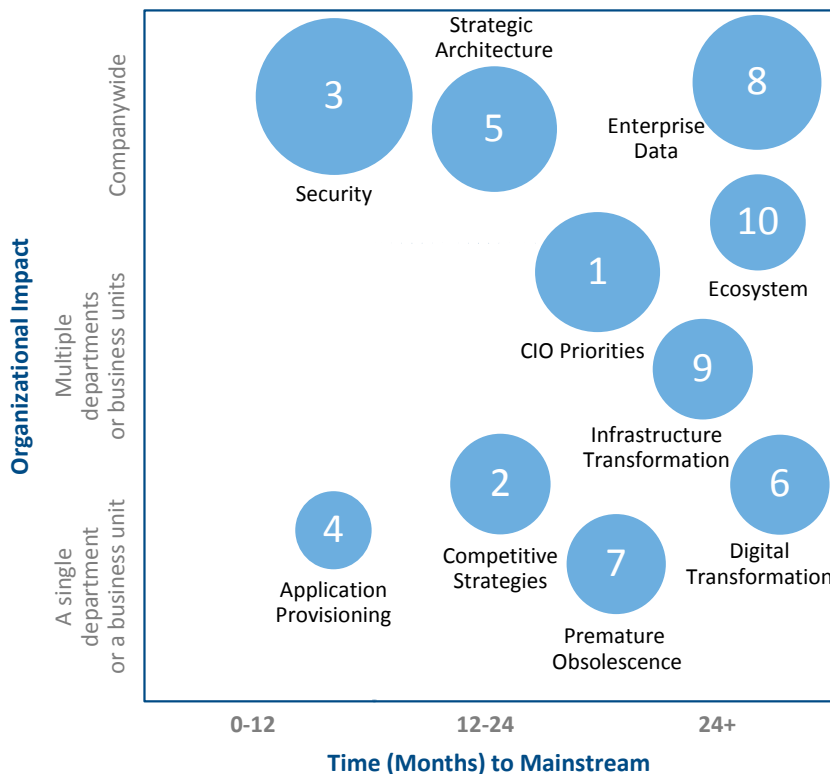 Organizational Impact
Companywide
Multiple
departments
or business units
A single
department
or a business unit
3
Security
Strategic
Architecture
5
8
Enterprise
Data
10
Ecosystem
1
CIO Priorities
9
Infrastructure
Transformation
2
Competitive
Strategies
6
Digital
Transformation
4
Application
Provisioning
7
Premature
Obsolescence
0-12
12-24
24+
Time (Months) to Mainstream